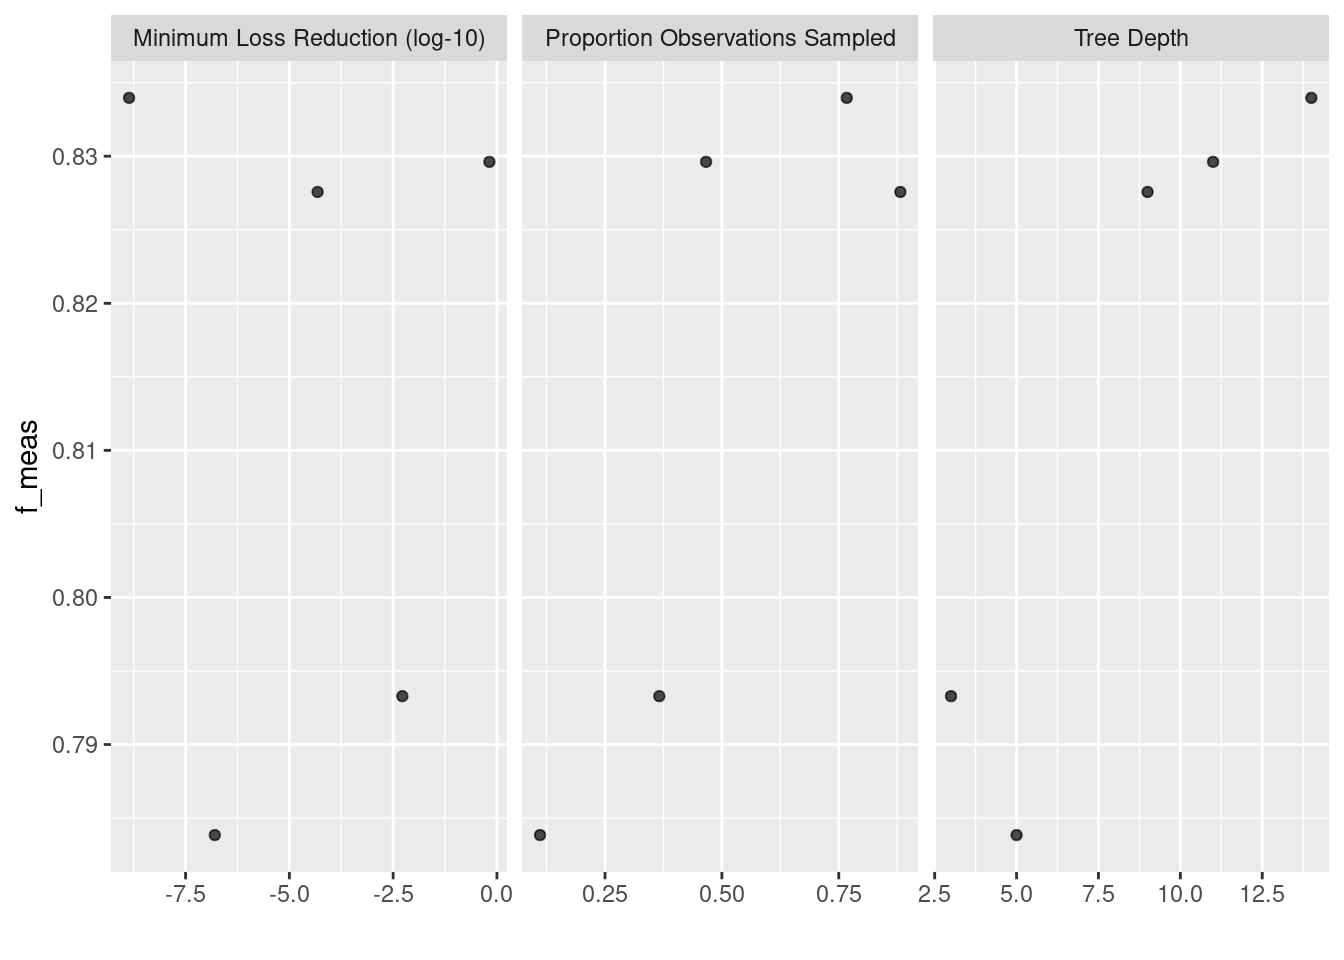 Minimum Loss Reduction (log-10) Proportion Observations Sampled Tree Depth
0.83
0.82
0.81
0.80
0.79
f_meas
-7.5 -5.0 -2.5 0.0 0.25 0.50 0.75 2.5 5.0 7.5 10.0 12.5